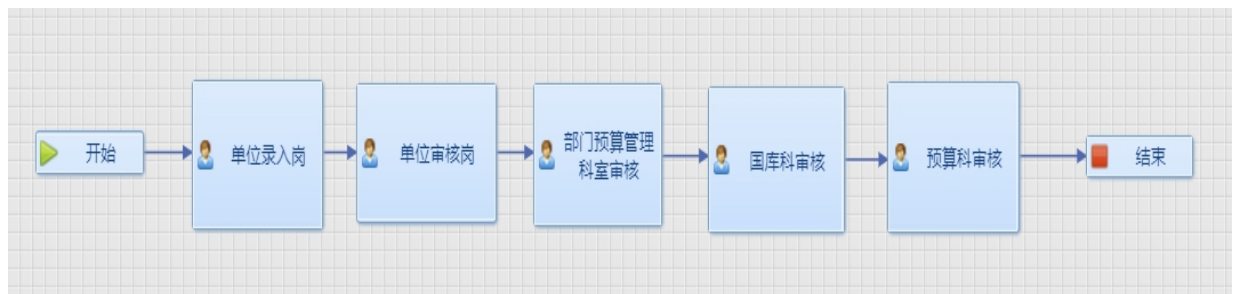 开始
单位录入岗
单位审核岗
部门预算管理
科室审核
国库科审核
预算科审核
结束